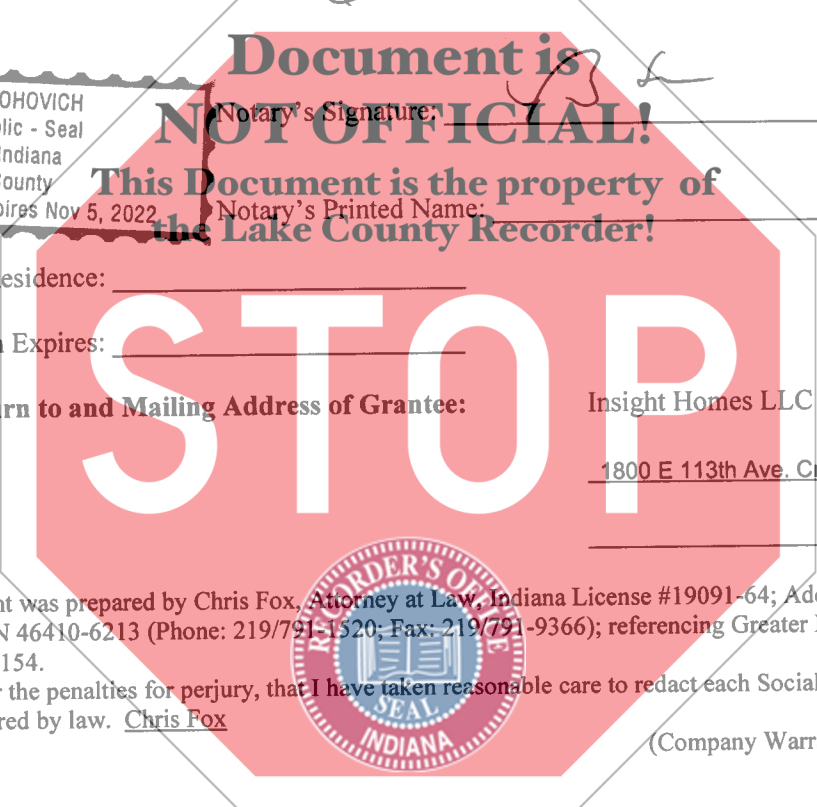 Document is
NOT OFFICIAL!
This Document is the property of
the Lake County Recorder!
OHOVICH
lic - Seal
Indiana
ounty
pires Nov 5, 2022
Notary's Signature:
Notary's Printed Name:
esidence:
n Expires:
STOP
urn to and Mailing Address of Grantee:
Insight Homes LLC
1800 E 113th Ave. Cr
nt was prepared by Chris Fox, Attorney at Law, Indiana License #19091-64; Add
N 46410-6213 (Phone: 219/791-1520; Fax: 219/791-9366); referencing Greater
154.
r the penalties for perjury, that I have taken reasonable care to redact each Social
red by law. Chris Fox
(Company Warr
RECORDER'S OFFICE
SEAL
INDIANA